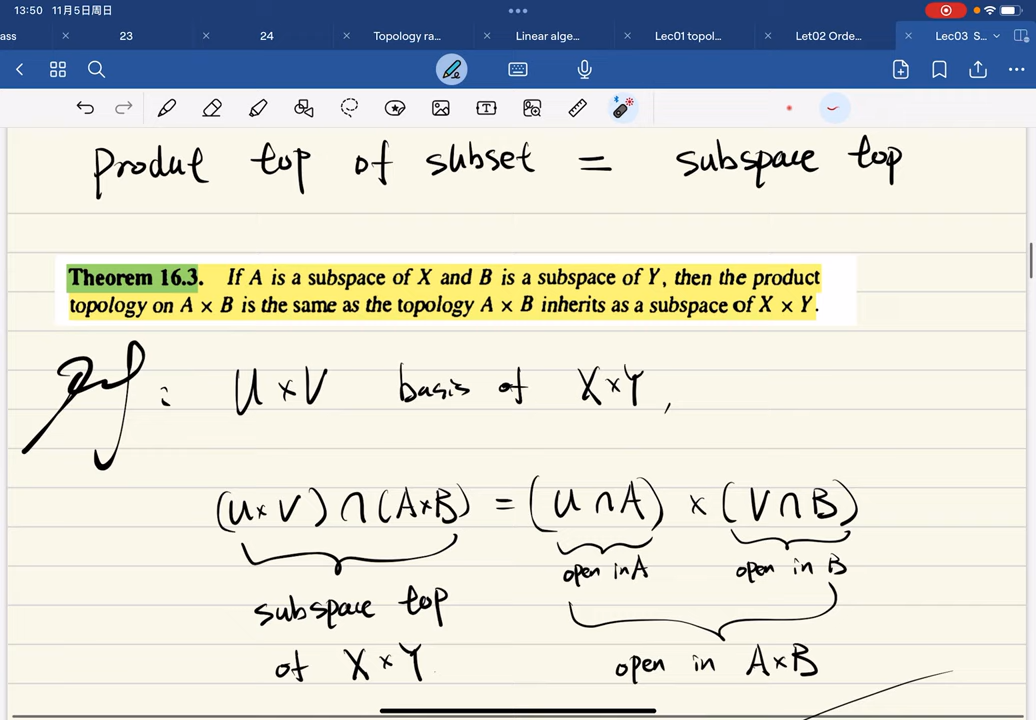 13:50 11月5日周日
ass 23 24 Topology ra... Linear alge... Lec01 topol... Let02 Orde... Lec03 S...
Produt top of subset = subspace top
Theorem 16.3. If A is a subspace of X and B is a subspace of Y, then the product
topology on A × B is the same as the topology A × B inherits as a subspace of X × Y.
: U×V basis of X×Y,
(U×V) ∩ (A×B) = (U∩A) × (V∩B)
open in A open in B
subspace top
of X×Y open in A×B